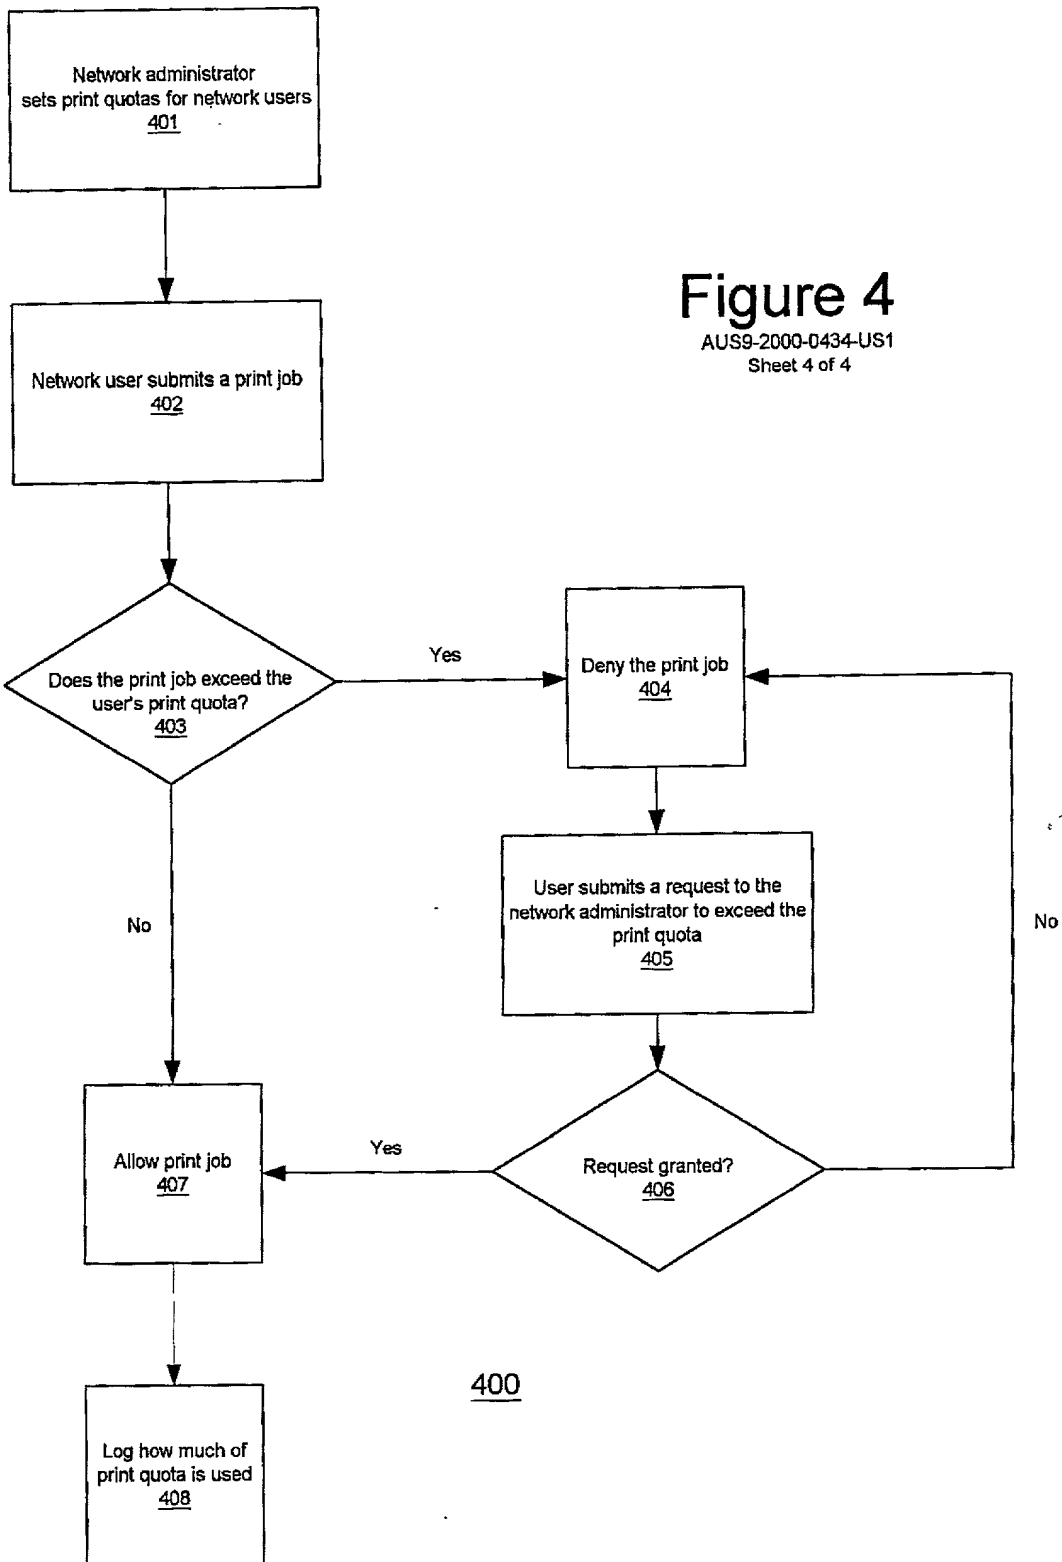 Network administrator
sets print quotas for network users
401
Figure 4
AUS9-2000-0434-US1
Sheet 4 of 4
Network user submits a print job
402
Does the print job exceed the
user's print quota?
403
Yes
Deny the print job
404
User submits a request to the
network administrator to exceed the
print quota
405
No
No
Allow print job
407
Yes
Request granted?
406
400
Log how much of
print quota is used
408